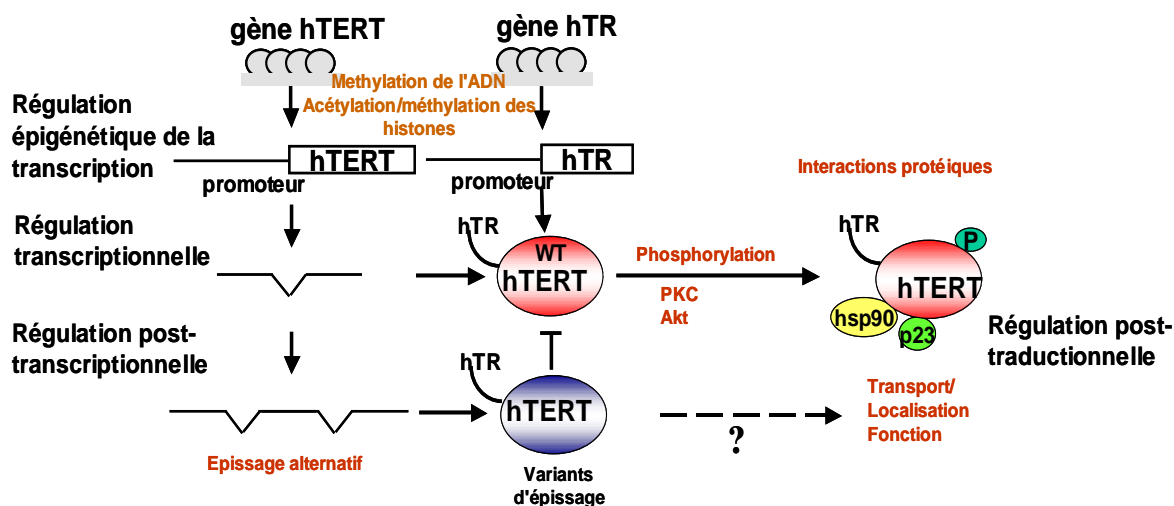 gène hTERT
gène hTR
Methylation de l'ADN
Acétylation/méthylation des
histones
Régulation
épigénétique de la
transcription
hTERT
hTR
promoteur
promoteur
Interactions protéiques
Régulation
transcriptionnelle
hTR
WT
hTERT
Phosphorylation
PKC
Akt
hTR
P
hTERT
hsp90
p23
Régulation post-
traductionnelle
Régulation post-
transcriptionnelle
hTR
hTERT
?
Transport/
Localisation
Fonction
Epissage alternatif
Variants
d'épissage